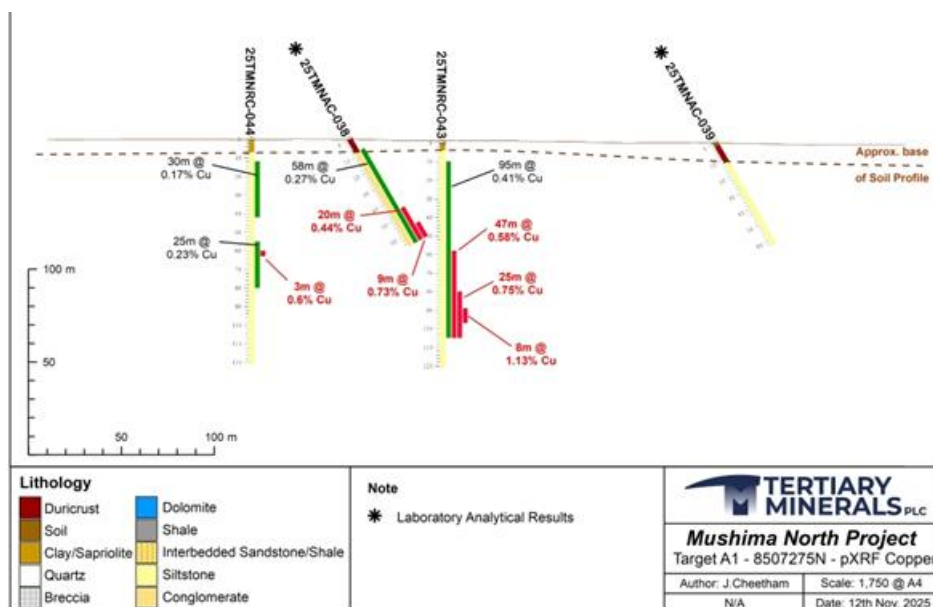 25TMNRC-044
25TMNAC-038
25TMNRC-043
25TMNAC-039
30m @
0.17% Cu
58m @
0.27% Cu
95m @
0.41% Cu
Approx. base
of Soil Profile
20m @
0.44% Cu
47m @
0.58% Cu
25m @
0.23% Cu
9m @
0.73% Cu
25m @
0.75% Cu
3m @
0.6% Cu
8m @
1.13% Cu
100 m
50
50
100 m
Lithology
Duricrust
Soil
Clay/Sapriolite
Quartz
Breccia
Dolomite
Shale
Interbedded Sandstone/Shale
Siltstone
Conglomerate
Note
Laboratory Analytical Results
TERTIARY
MINERALS PLC
Mushima North Project
Target A1 - 8507275N - pXRF Copper
Author: J.Cheetham
Scale: 1,750 @ A4
N/A
Date: 12th Nov. 2025